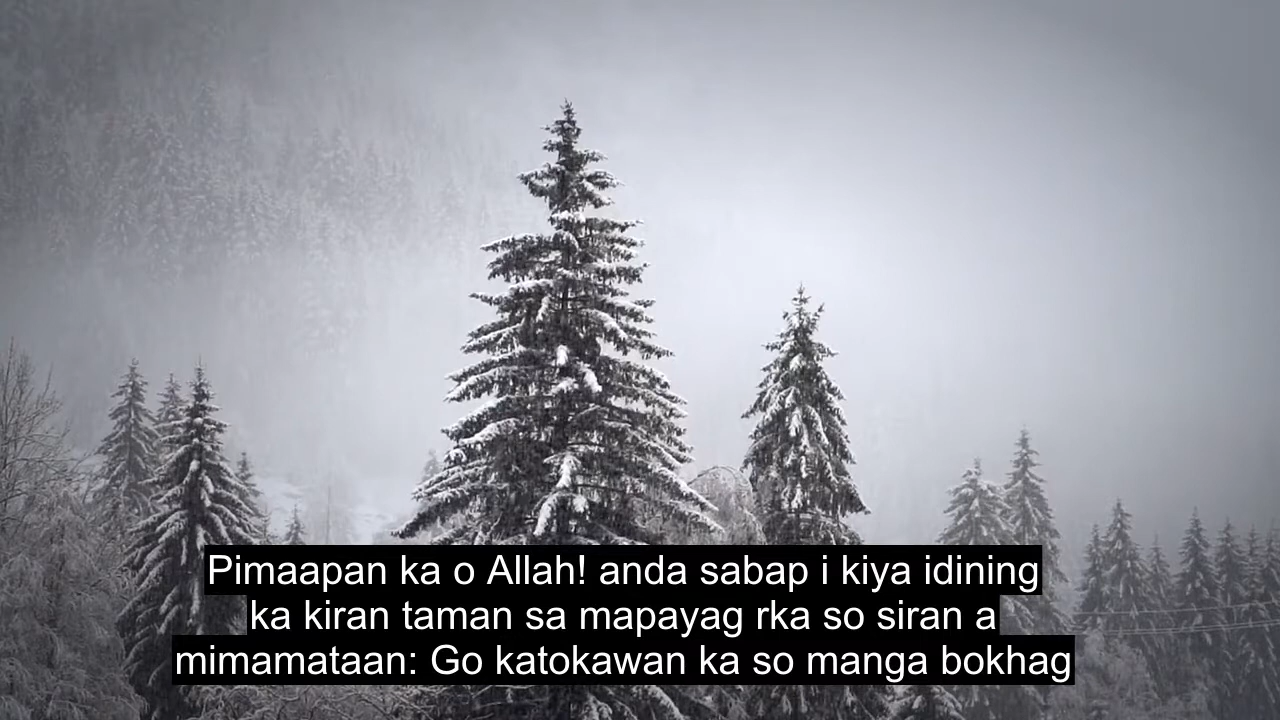 Pimaapan ka o Allah! anda sabap i kiya idining
ka kiran taman sa mapayag rka so siran a
mimamataan: Go katokawan ka so manga bokhag